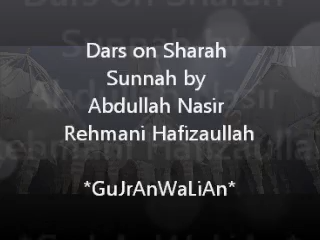 Dars on Sharah
Sunnah by
Abdullah Nasir
Rehmani Hafizaullah
*GuJrAnWaLiAn*